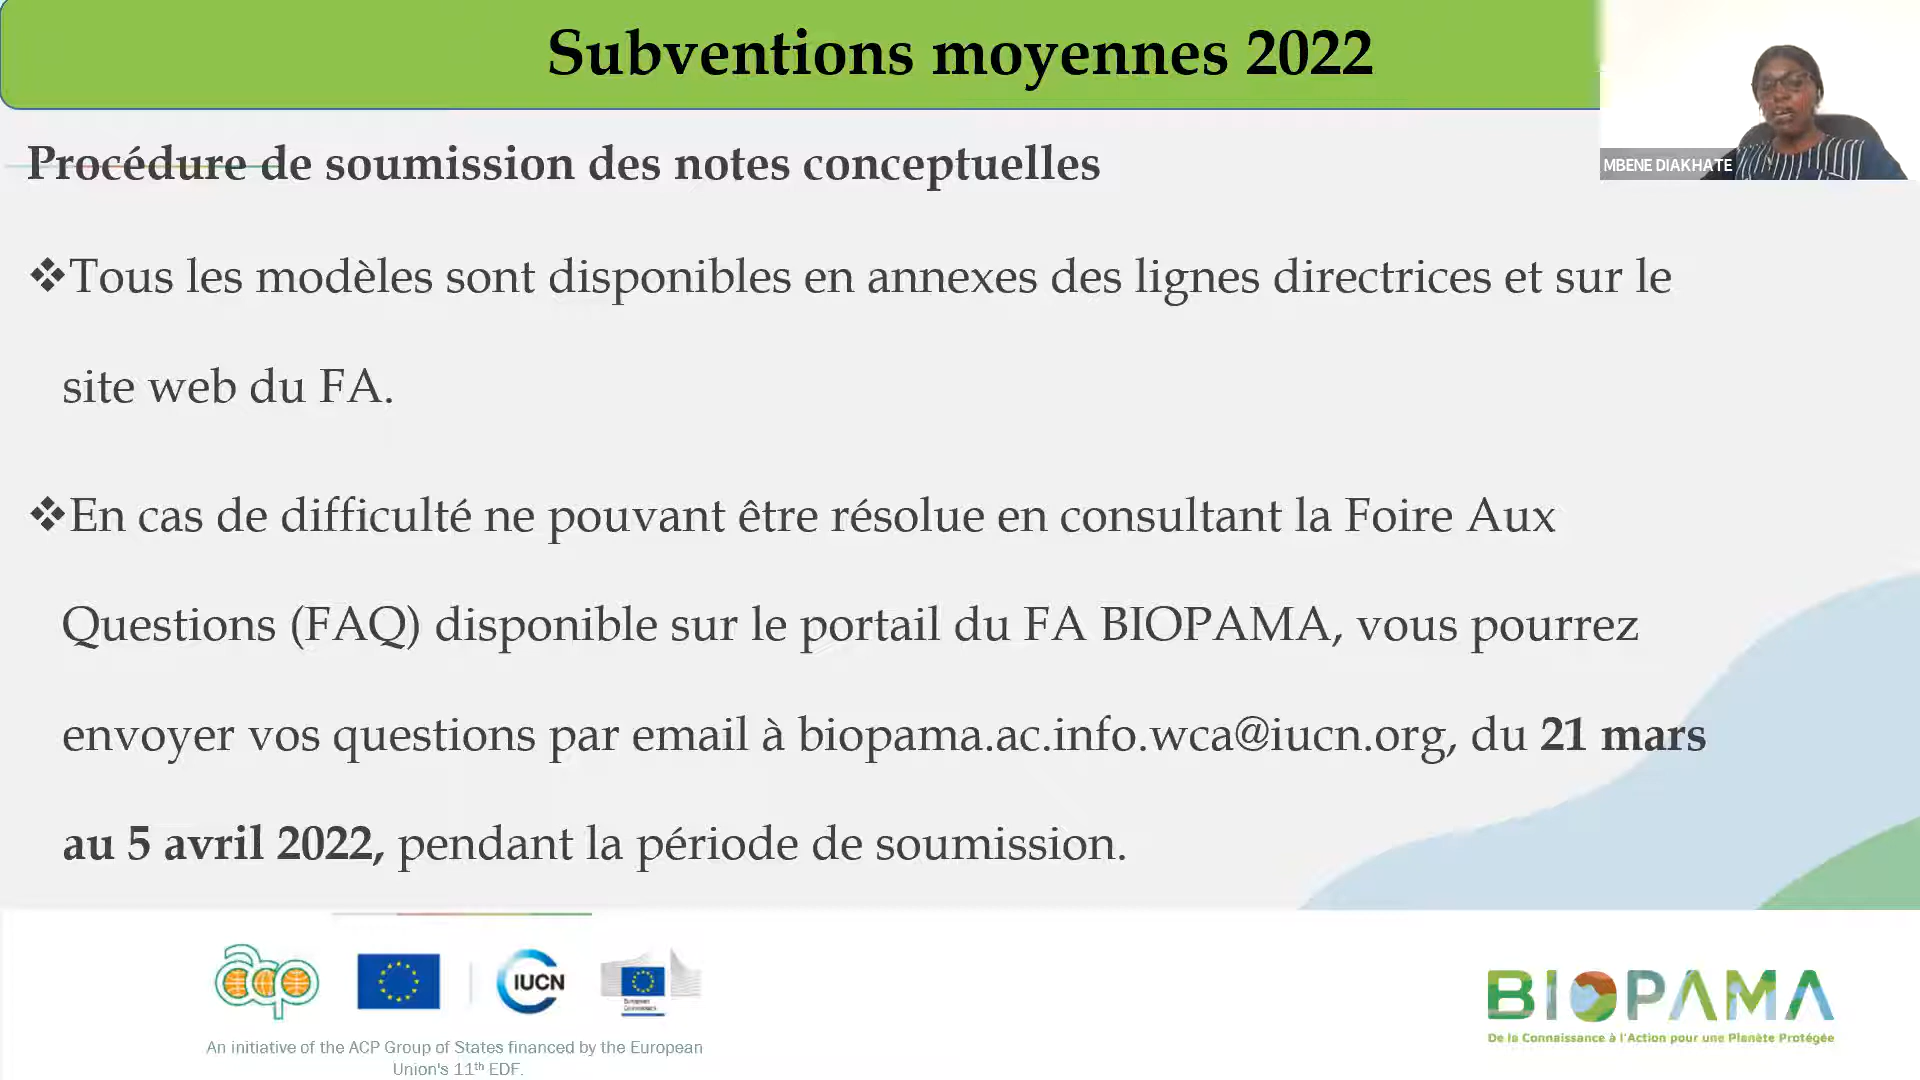 Subventions moyennes 2022
MBENE DIAKHATE
Procédure de soumission des notes conceptuelles
❖Tous les modèles sont disponibles en annexes des lignes directrices et sur le
site web du FA.
❖En cas de difficulté ne pouvant être résolue en consultant la Foire Aux
Questions (FAQ) disponible sur le portail du FA BIOPAMA, vous pourrez
envoyer vos questions par email à biopama.ac.info.wca@iucn.org, du 21 mars
au 5 avril 2022, pendant la période de soumission.
acp
IUCN
European
Commission
An initiative of the ACP Group of States financed by the European
Union's 11th EDF.
BIOPAMA
De la Connaissance à l'Action pour une Planète Protégée